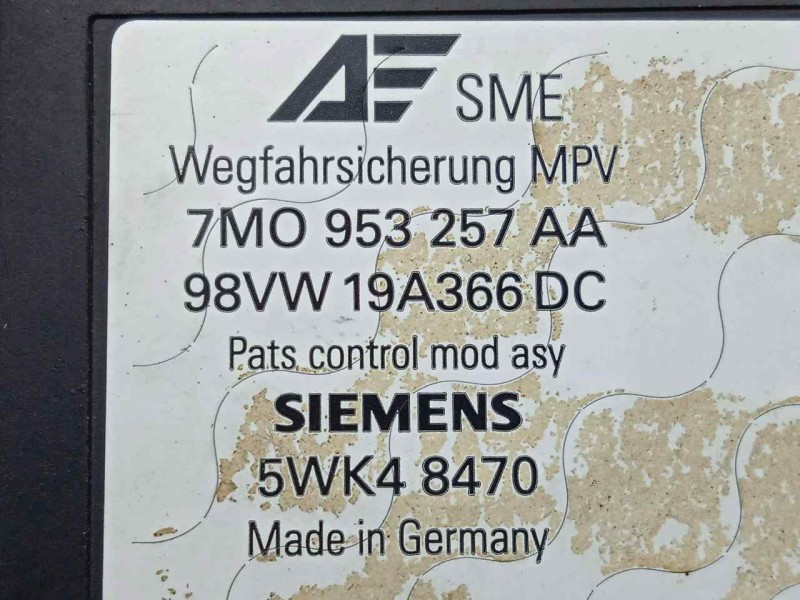 AE SME
Wegfahrsicherung MPV
7M0 953 257 AA
98VW 19A366 DC
Pats control mod asy
SIEMENS
5WK4 8470
Made in Germany